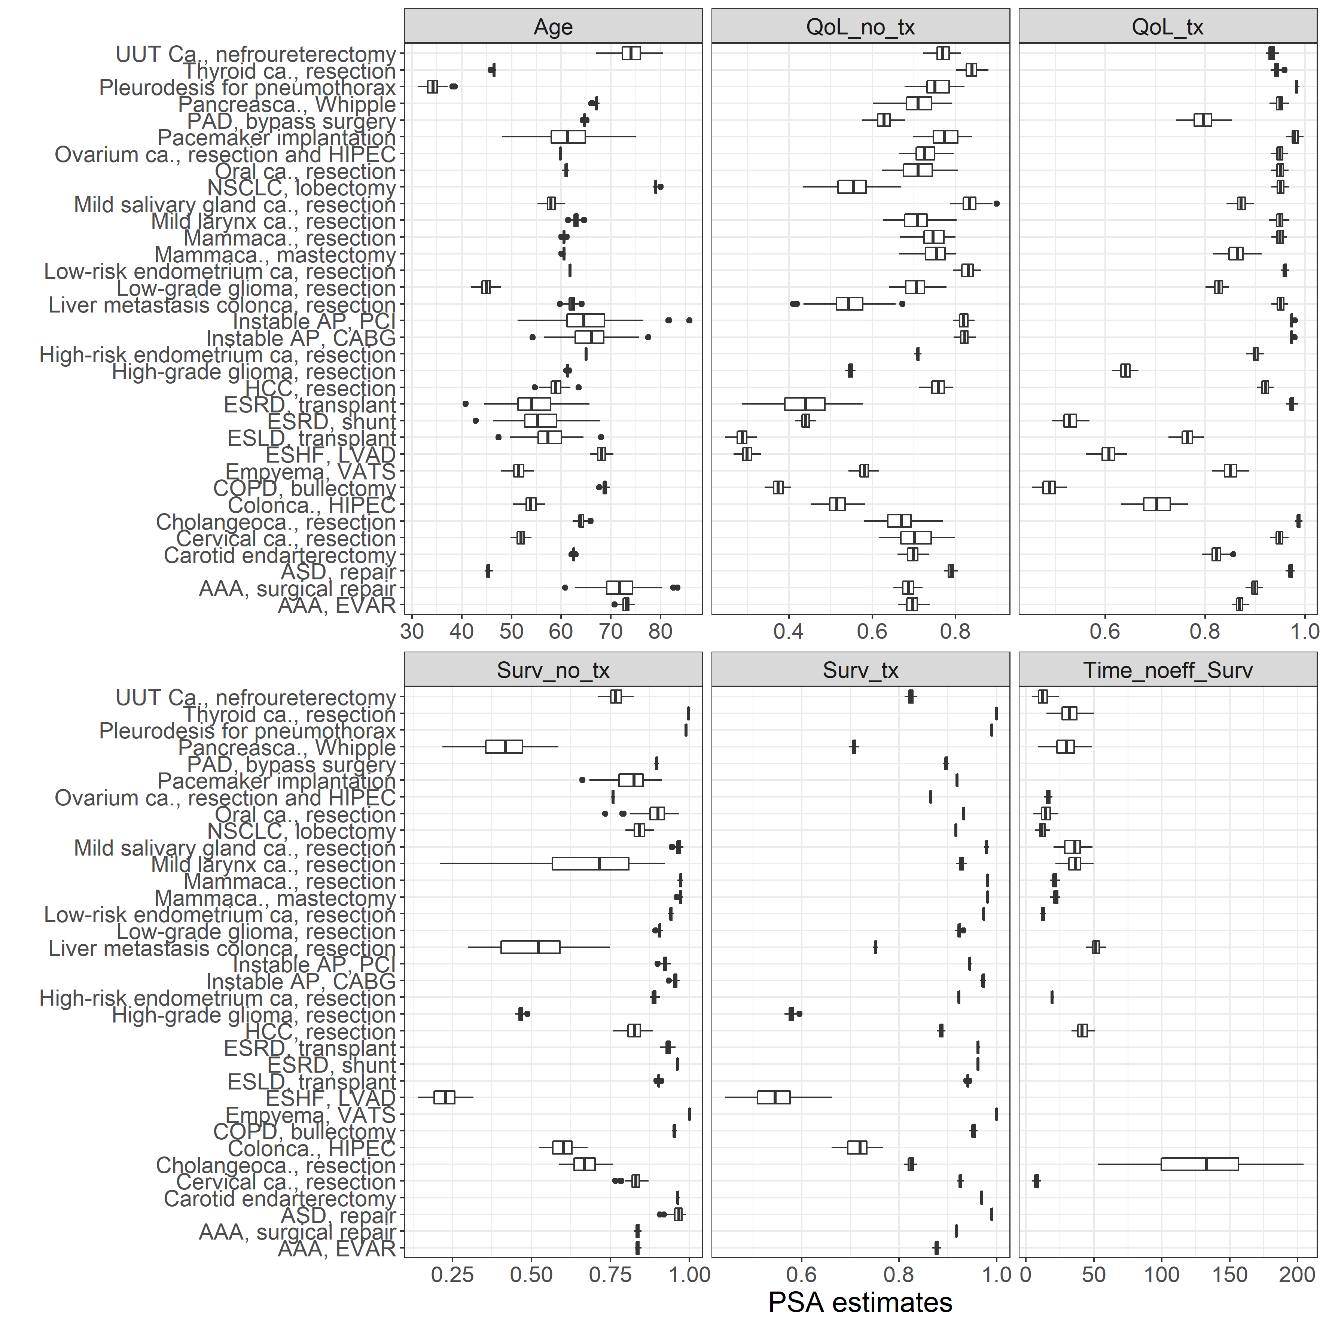 Age QoL_no_tx QoL_tx
UUT Ca., nefroureterectomy
Thyroid ca., resection
Pleurodesis for pneumothorax
Pancreasca., Whipple
PAD, bypass surgery
Pacemaker implantation
Ovarium ca., resection and HIPEC
Oral ca., resection
NSCLC, lobectomy
Mild salivary gland ca., resection
Mild larynx ca., resection
Mammaca., resection
Mammaca., mastectomy
Low-risk endometrium ca, resection
Low-grade glioma, resection
Liver metastasis colonca, resection
Instable AP, PCI
Instable AP, CABG
High-risk endometrium ca, resection
High-grade glioma, resection
HCC, resection
ESRD, transplant
ESRD, shunt
ESLD, transplant
ESHF, LVAD
Empyema, VATS
COPD, bullectomy
Colonca., HIPEC
Cholangeoca., resection
Cervical ca., resection
Carotid endarterectomy
ASD, repair
AAA, surgical repair
AAA, EVAR
30 40 50 60 70 80 0.4 0.6 0.8 0.6 0.8 1.0
Surv_no_tx Surv_tx Time_noeff_Surv
UUT Ca., nefroureterectomy
Thyroid ca., resection
Pleurodesis for pneumothorax
Pancreasca., Whipple
PAD, bypass surgery
Pacemaker implantation
Ovarium ca., resection and HIPEC
Oral ca., resection
NSCLC, lobectomy
Mild salivary gland ca., resection
Mild larynx ca., resection
Mammaca., resection
Mammaca., mastectomy
Low-risk endometrium ca, resection
Low-grade glioma, resection
Liver metastasis colonca, resection
Instable AP, PCI
Instable AP, CABG
High-risk endometrium ca, resection
High-grade glioma, resection
HCC, resection
ESRD, transplant
ESRD, shunt
ESLD, transplant
ESHF, LVAD
Empyema, VATS
COPD, bullectomy
Colonca., HIPEC
Cholangeoca., resection
Cervical ca., resection
Carotid endarterectomy
ASD, repair
AAA, surgical repair
AAA, EVAR
0.25 0.50 0.75 1.00 0.6 0.8 1.0 0 50 100 150 200
PSA estimates